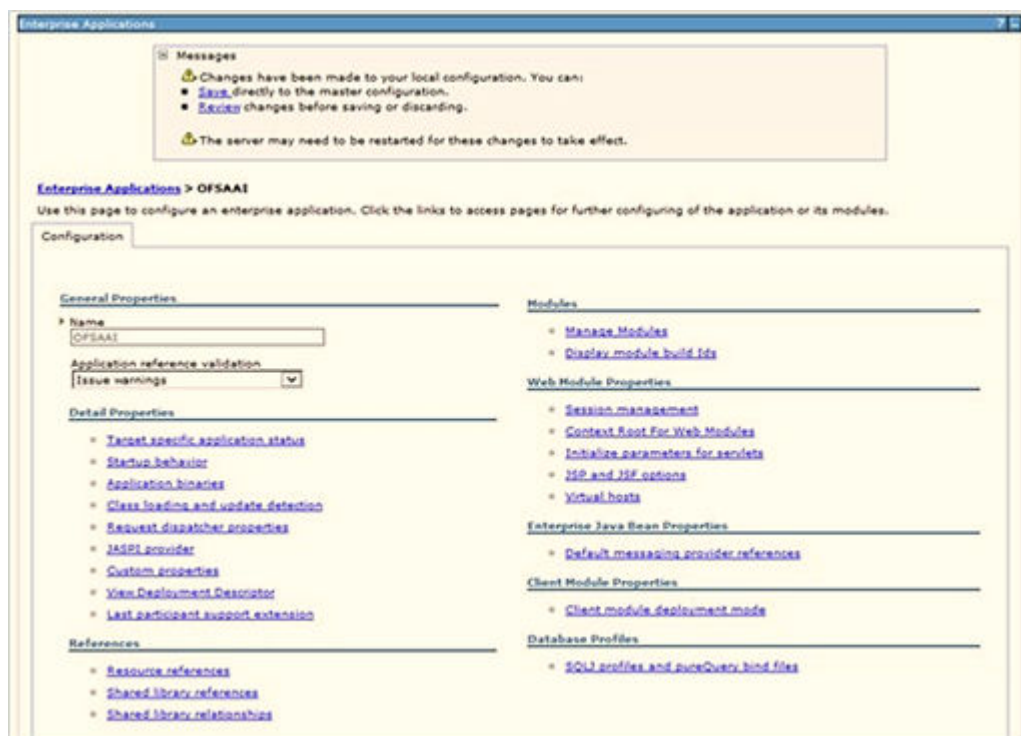 Enterprise Applications
? -
Messages
Changes have been made to your local configuration. You can:
Save directly to the master configuration.
Review changes before saving or discarding.
The server may need to be restarted for these changes to take effect.
Enterprise Applications > OFSAAI
Use this page to configure an enterprise application. Click the links to access pages for further configuring of the application or its modules.
Configuration
General Properties
Name
OFSAAI
Application reference validation
Issue warnings
Detail Properties
Target specific application status
Startup behavior
Application binaries
Class loading and update detection
Request dispatcher properties
JASPI provider
Custom properties
View Deployment Descriptor
Last participant support extension
References
Resource references
Shared library references
Shared library relationships
Modules
Manage Modules
Display module build Ids
Web Module Properties
Session management
Context Root For Web Modules
Initialize parameters for servlets
JSP and JSF options
Virtual hosts
Enterprise Java Bean Properties
Default messaging provider references
Client Module Properties
Client module deployment mode
Database Profiles
SQLJ profiles and pureQuery bind files